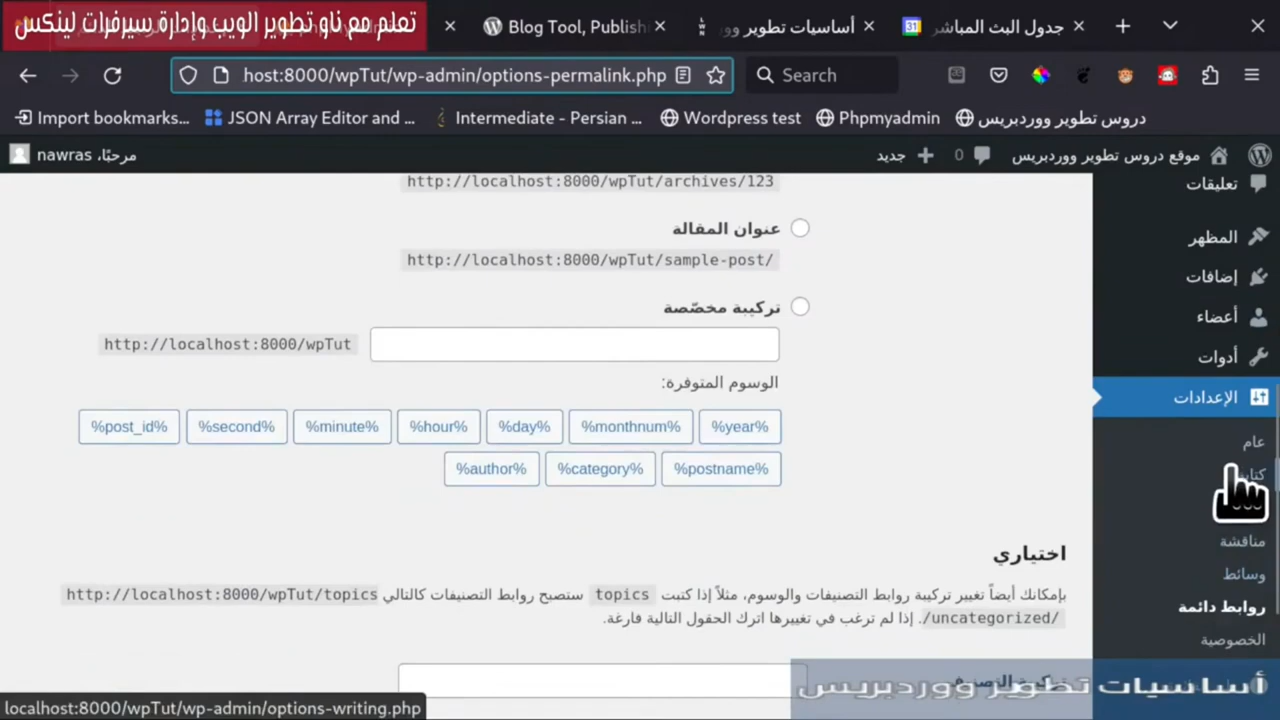 تعلم مع ناو تطوير الويب وإدارة سيرفرات لينكس
Blog Tool, Publish
أساسيات تطوير وور
جدول البث المباشر
host:8000/wpTut/wp-admin/options-permalink.php
Search
Import bookmarks...
JSON Array Editor and ...
Intermediate - Persian ...
Wordpress test
Phpmyadmin
دروس تطوير ووردبريس
موقع دروس تطوير ووردبريس
0
جديد
مرحبًا، nawras
http://localhost:8000/wpTut/archives/123
عنوان المقالة
http://localhost:8000/wpTut/sample-post/
تركيبة مخصّصة
http://localhost:8000/wpTut
الوسوم المتوفرة:
%year% %monthnum% %day% %hour% %minute% %second% %post_id%
%postname% %category% %author%
اختياري
بإمكانك أيضاً تغيير تركيبة روابط التصنيفات والوسوم، مثلاً إذا كتبت topics ستصبح روابط التصنيفات كالتالي http://localhost:8000/wpTut/topics
/uncategorized/. إذا لم ترغب في تغييرها اترك الحقول التالية فارغة.
تعليقات
المظهر
إضافات
أعضاء
أدوات
الإعدادات
عام
مناقشة
وسائط
روابط دائمة
الخصوصية
أساسيات تطوير ووردبريس
localhost:8000/wpTut/wp-admin/options-writing.php